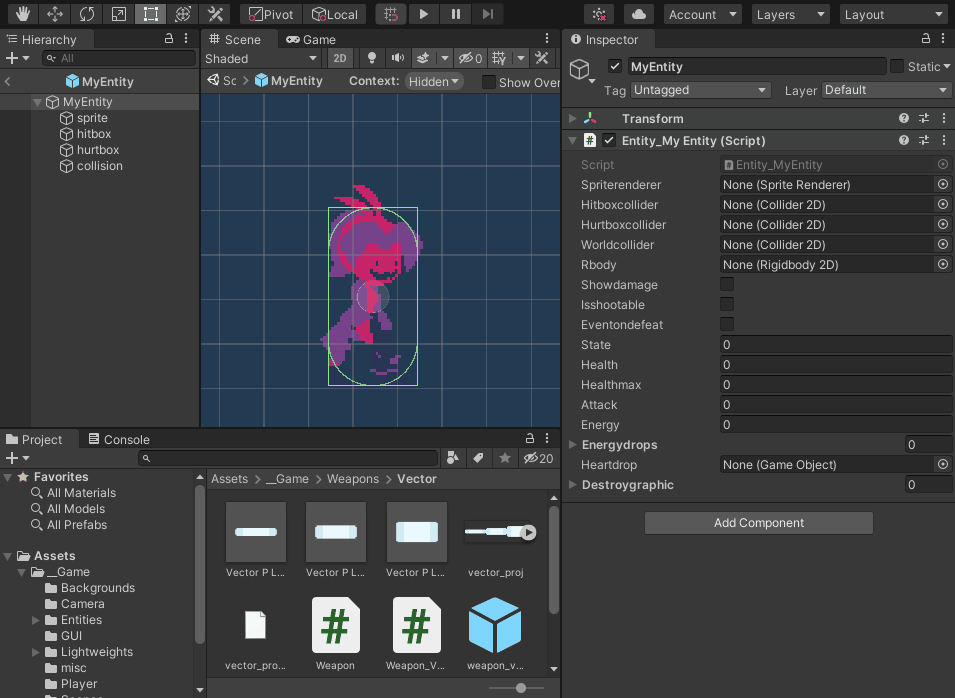 Pivot
Local
Account
Layers
Layout
Hierarchy
All
MyEntity
MyEntity
sprite
hitbox
hurtbox
collision
Scene
Game
Shaded
2D
0
Sc
MyEntity
Context:
Hidden
Show Over
Inspector
MyEntity
Static
Tag
Untagged
Layer
Default
Transform
# Entity_My Entity (Script)
Script
Entity_MyEntity
Spriterenderer
None (Sprite Renderer)
Hitboxcollider
None (Collider 2D)
Hurtboxcollider
None (Collider 2D)
Worldcollider
None (Collider 2D)
Rbody
None (Rigidbody 2D)
Showdamage
Isshootable
Eventondefeat
State
0
Health
0
Healthmax
0
Attack
0
Energy
0
Energydrops
0
Heartdrop
None (Game Object)
Destroygraphic
0
Add Component
Project
Console
20
Favorites
All Materials
All Models
All Prefabs
Assets
__Game
Backgrounds
Camera
Entities
GUI
Lightweights
misc
Player
Assets > __Game > Weapons > Vector
Vector P L...
Vector P L...
Vector P L...
vector_proj
#
#
vector_pro...
Weapon
Weapon_V...
weapon_v...